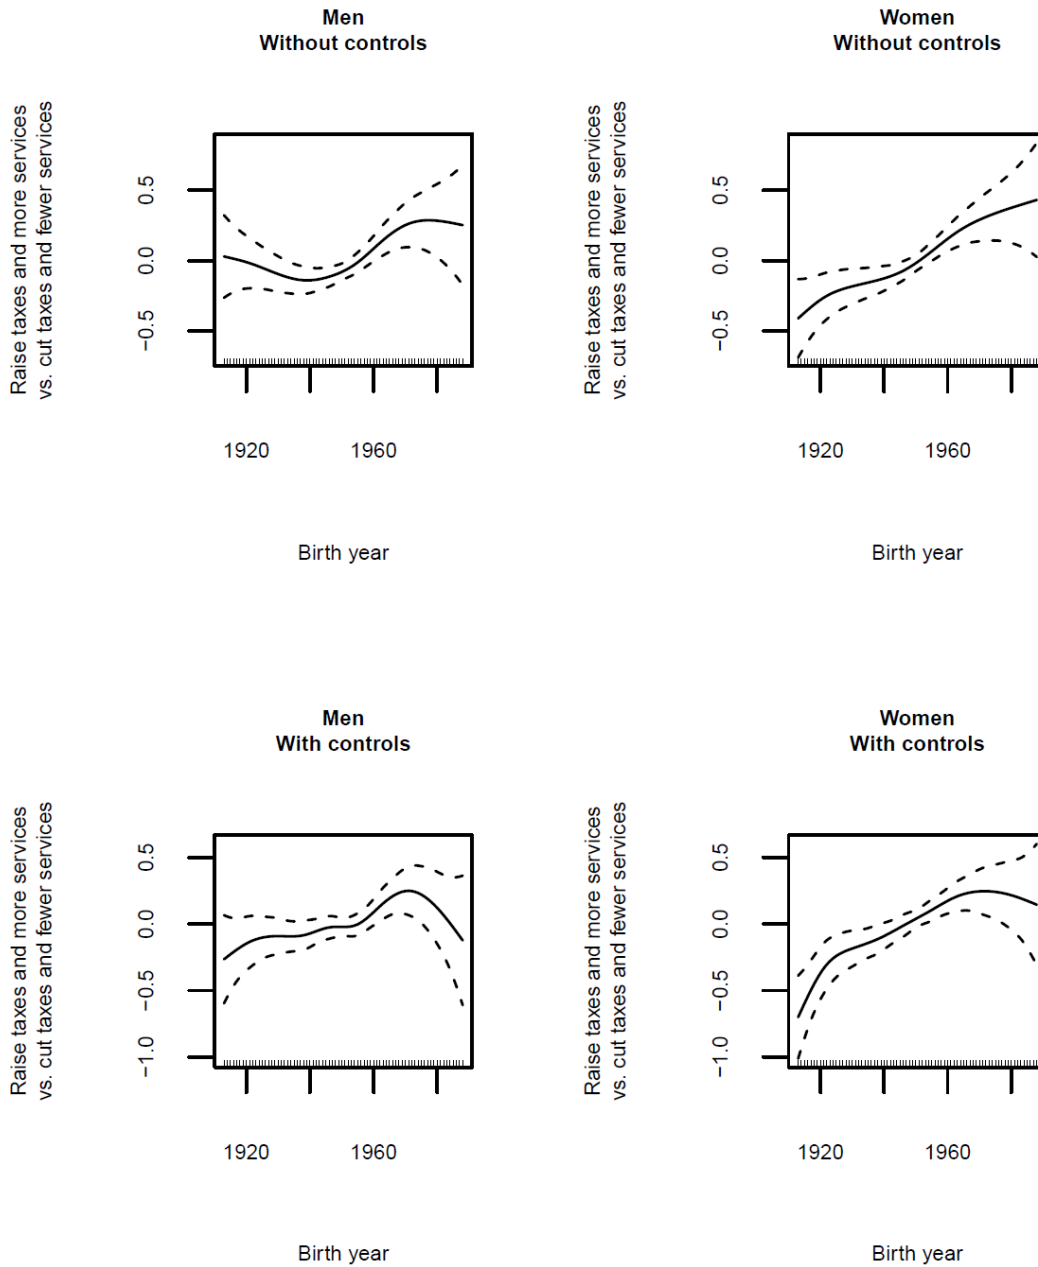 Men
Without controls
Raise taxes and more services
vs. cut taxes and fewer services
0.5
0.0
−0.5
1920
1960
Birth year
Women
Without controls
Raise taxes and more services
vs. cut taxes and fewer services
0.5
0.0
−0.5
1920
1960
Birth year
Men
With controls
Raise taxes and more services
vs. cut taxes and fewer services
0.5
0.0
−0.5
−1.0
1920
1960
Birth year
Women
With controls
Raise taxes and more services
vs. cut taxes and fewer services
0.5
0.0
−0.5
−1.0
1920
1960
Birth year